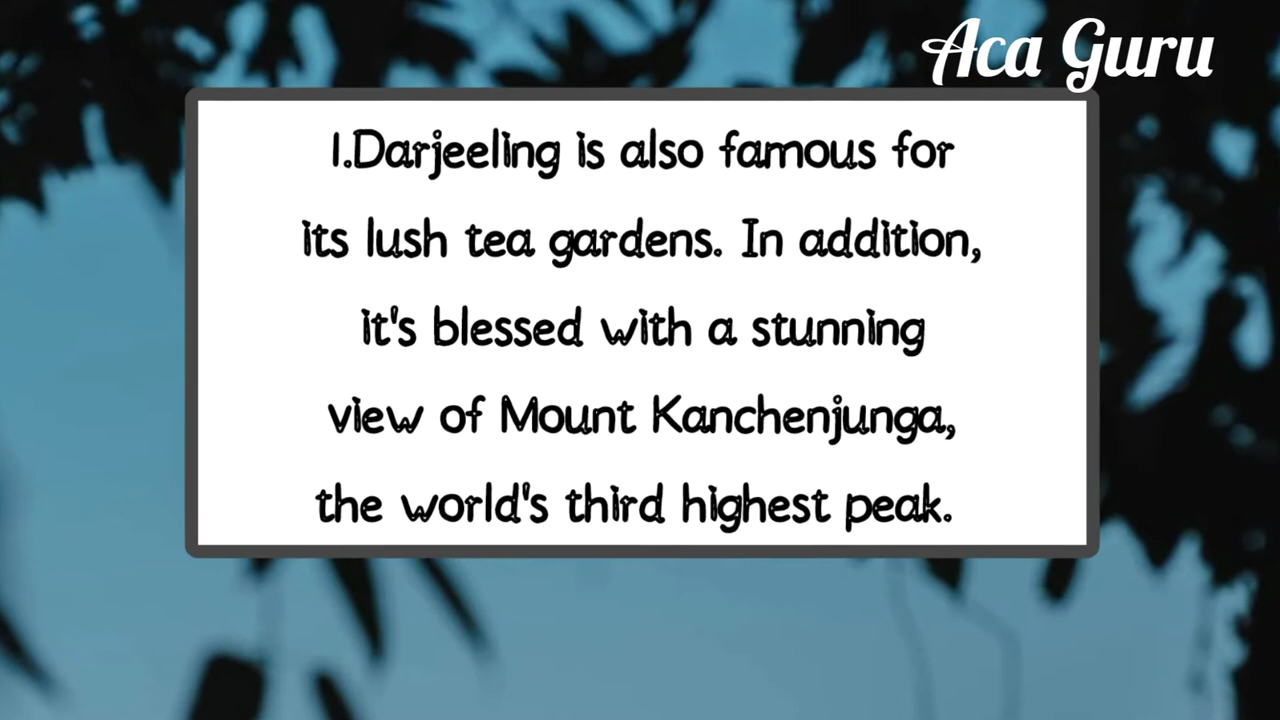 Aca Guru
1.Darjeeling is also famous for
its lush tea gardens. In addition,
it's blessed with a stunning
view of Mount Kanchenjunga,
the world's third highest peak.